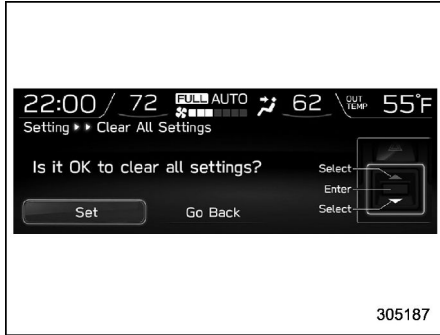 22:00 / 72 FULL AUTO 62 OUT TEMP 55°F
Setting ▸▸ Clear All Settings
Is it OK to clear all settings?
Select
Enter
Set Go Back Select
305187